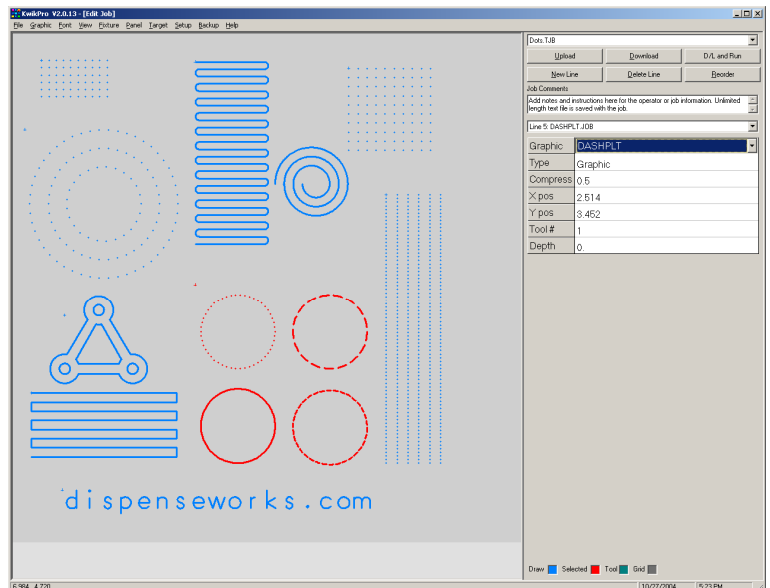 KwikPro V2.0.13 - [Edit Job]
File Graphic Font View Fixture Panel Target Setup Backup Help
Dots.TJB
Upload Download D/L and Run
New Line Delete Line Reorder
Job Comments
Add notes and instructions here for the operator or job information. Unlimited
length text file is saved with the job.
Line 5: DASHPLT.JOB
Graphic DASHPLT
Type Graphic
Compress 0.5
X pos 2.514
Y pos 3.452
Tool # 1
Depth 0.
dispenseworks.com
Draw Selected Tool Grid
6.984 4.720 10/27/2004 5:23 PM